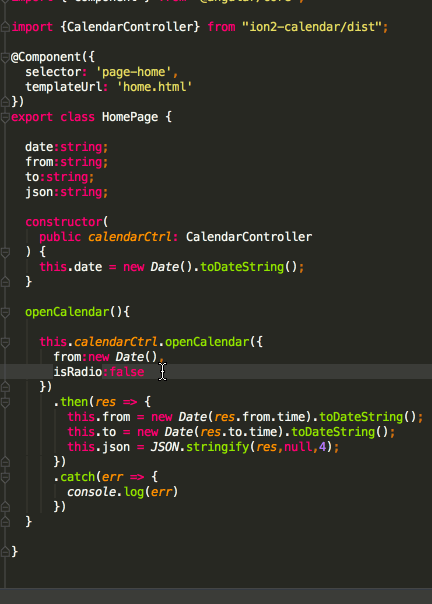 import {CalendarController} from "ion2-calendar/dist";
@Component({
selector: 'page-home',
templateUrl: 'home.html'
})
export class HomePage {
date:string;
from:string;
to:string;
json:string;
constructor(
public calendarCtrl: CalendarController
) {
this.date = new Date().toDateString();
}
openCalendar(){
this.calendarCtrl.openCalendar({
from:new Date(),
isRadio:false
})
.then(res => {
this.from = new Date(res.from.time).toDateString();
this.to = new Date(res.to.time).toDateString();
this.json = JSON.stringify(res,null,4);
})
.catch(err => {
console.log(err)
})
}
}